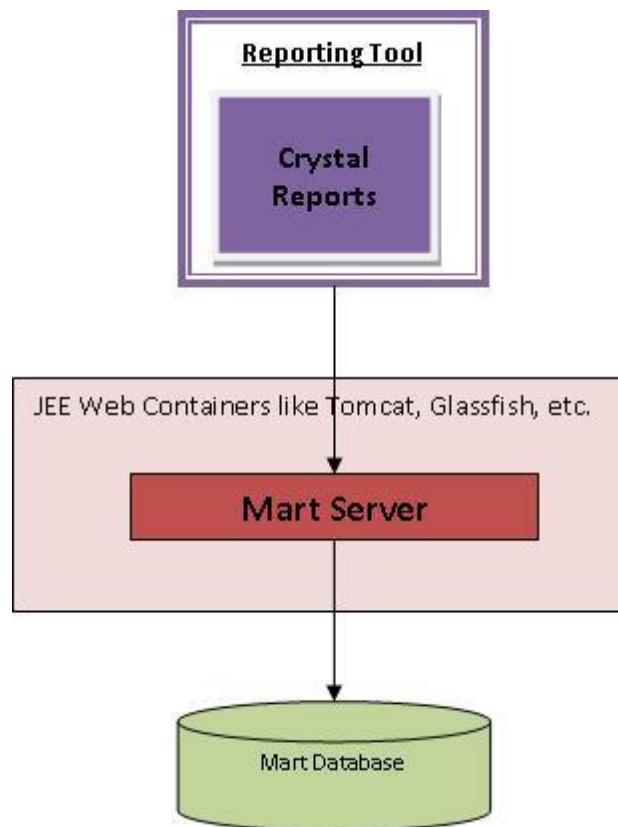 Reporting Tool
Crystal
Reports
JEE Web Containers like Tomcat, Glassfish, etc.
Mart Server
Mart Database